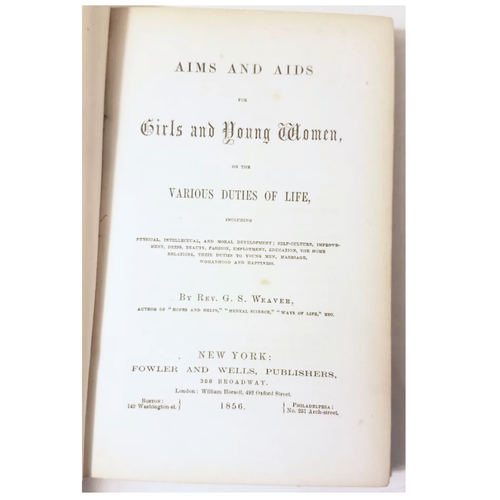 AIMS AND AIDS
FOR
Girls and Young Women,
ON THE
VARIOUS DUTIES OF LIFE,
INCLUDING
PHYSICAL, INTELLECTUAL, AND MORAL DEVELOPMENT; SELF-CULTURE, IMPROVE-
MENT, DRESS, BEAUTY, FASHION, EMPLOYMENT, EDUCATION, THE HOME
RELATIONS, THEIR DUTIES TO YOUNG MEN, MARRIAGE,
WOMANHOOD AND HAPPINESS.
BY REV. G. S. WEAVER,
AUTHOR OF "HOPES AND HELPS," "MENTAL SCIENCE," "WAYS OF LIFE," ETC.
NEW YORK:
FOWLER AND WELLS, PUBLISHERS,
308 BROADWAY.
London: William Horsell, 492 Oxford Street.
BOSTON: } 1856. { PHILADELPHIA:
142 Washington-st. } { No. 231 Arch-street.